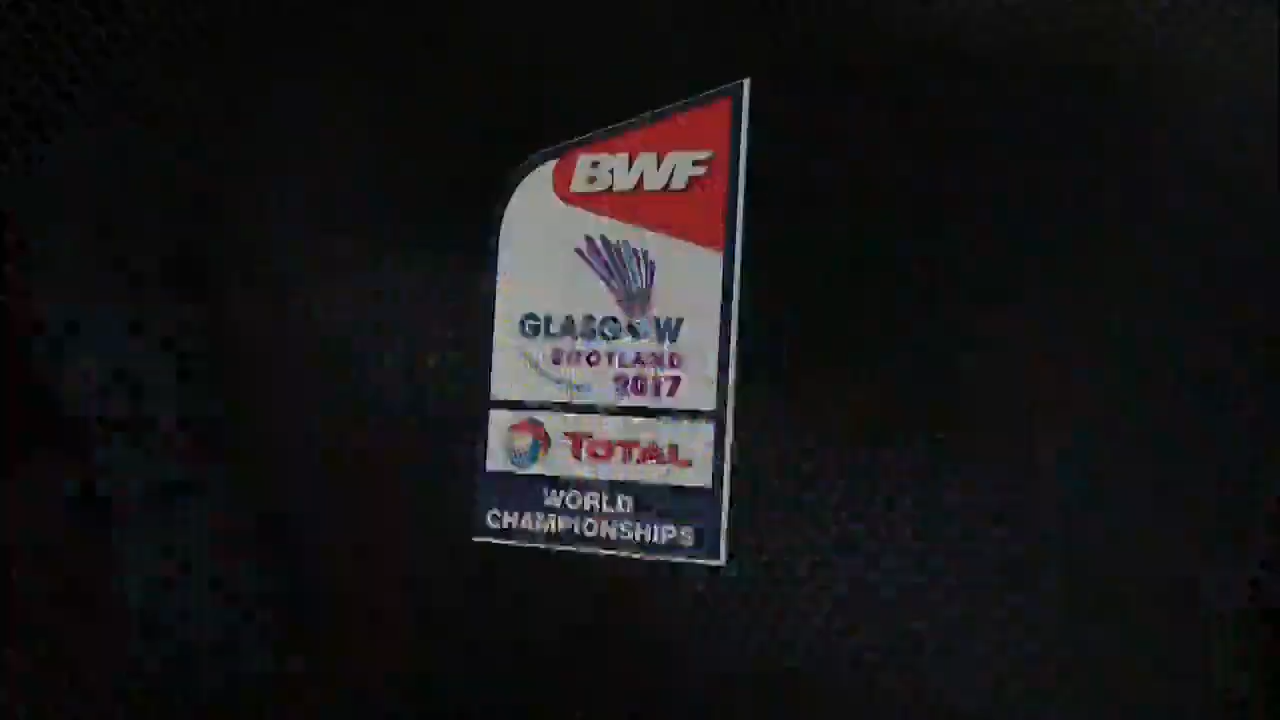 BWF
GLASGOW
SCOTLAND
2017
TOTAL
WORLD
CHAMPIONSHIPS